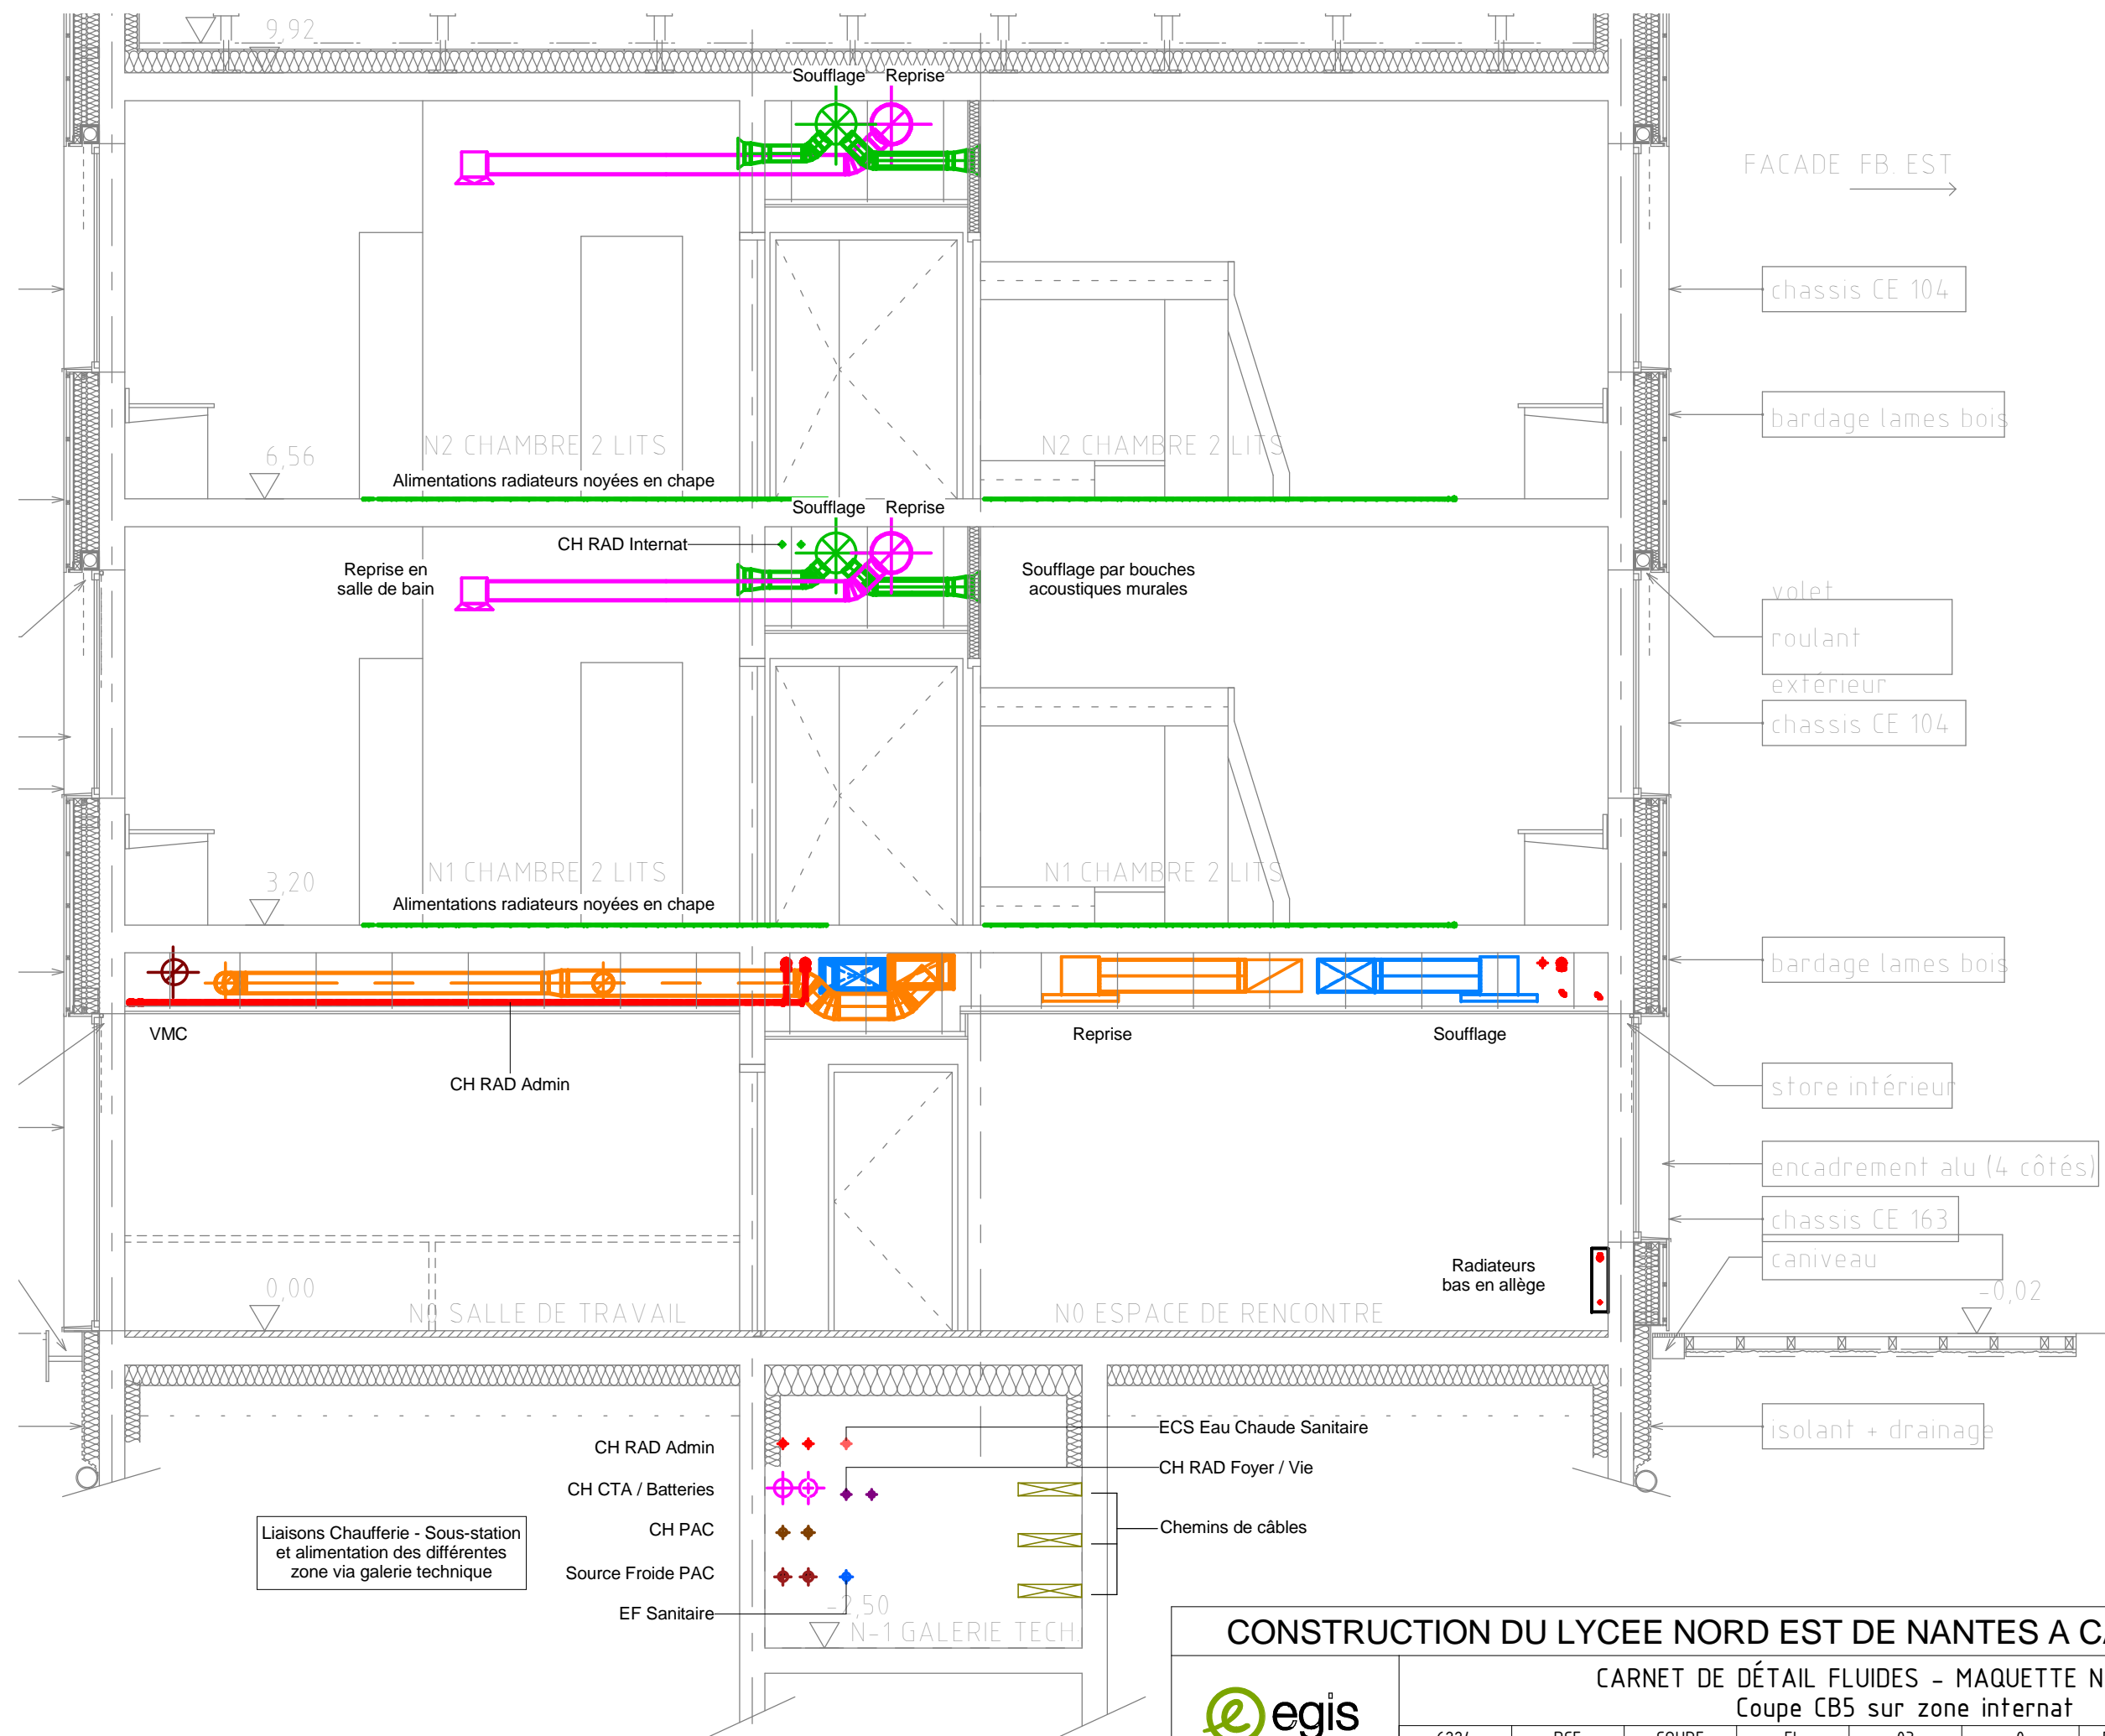 9,92
Soufflage Reprise
FACADE FB. EST
chassis CE 104
bardage lames bois
N2 CHAMBRE 2 LITS
N2 CHAMBRE 2 LITS
6,56
Alimentations radiateurs noyées en chape
Soufflage Reprise
CH RAD Internat
Reprise en
salle de bain
Soufflage par bouches
acoustiques murales
volet
roulant
extérieur
chassis CE 104
N1 CHAMBRE 2 LITS
N1 CHAMBRE 2 LITS
3,20
Alimentations radiateurs noyées en chape
bardage lames bois
VMC
Reprise
Soufflage
CH RAD Admin
store intérieur
encadrement alu (4 côtés)
chassis CE 163
caniveau
Radiateurs
bas en allège
0,00
-0,02
N0 SALLE DE TRAVAIL
N0 ESPACE DE RENCONTRE
isolant + drainage
CH RAD Admin
ECS Eau Chaude Sanitaire
CH RAD Foyer / Vie
CH CTA / Batteries
Chemins de câbles
CH PAC
Liaisons Chaufferie - Sous-station
et alimentation des différentes
zone via galerie technique
Source Froide PAC
EF Sanitaire
-2,50
N-1 GALERIE TECH.
CONSTRUCTION DU LYCEE NORD EST DE NANTES A
CARNET DE DÉTAIL FLUIDES - MAQUETTE
Coupe CB5 sur zone internat
egis